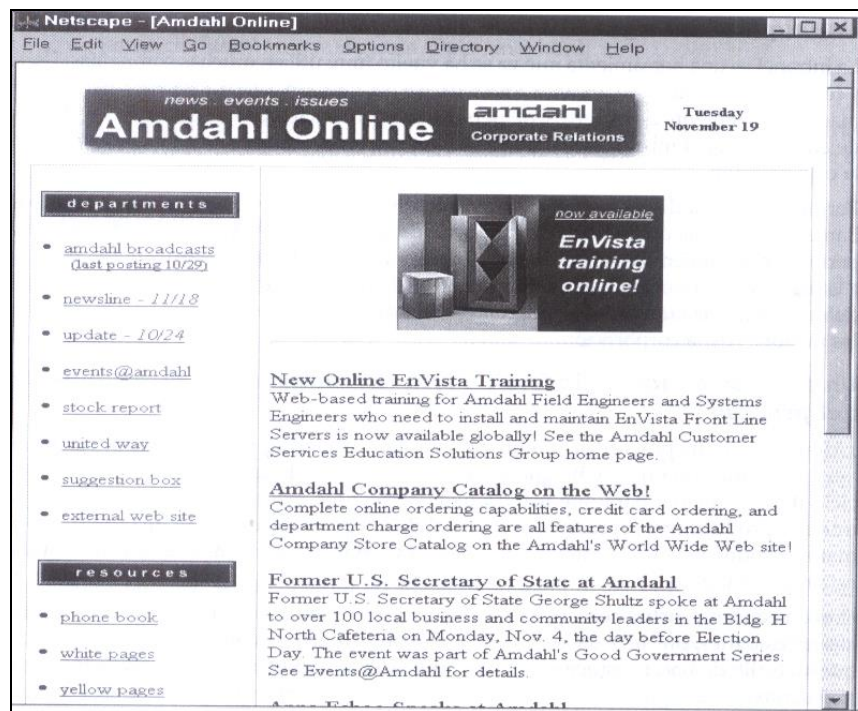 Netscape - [Amdahl Online]
File Edit View Go Bookmarks Options Directory Window Help
news . events . issues
Amdahl Online
amdahl
Corporate Relations
Tuesday
November 19
departments
amdahl broadcasts
(last posting 10/29)
newsline - 11/18
update - 10/24
events@amdahl
stock report
united way
suggestion box
external web site
resources
phone book
white pages
yellow pages
now available
EnVista
training
online!
New Online EnVista Training
Web-based training for Amdahl Field Engineers and Systems
Engineers who need to install and maintain EnVista Front Line
Servers is now available globally! See the Amdahl Customer
Services Education Solutions Group home page.
Amdahl Company Catalog on the Web!
Complete online ordering capabilities, credit card ordering, and
department charge ordering are all features of the Amdahl
Company Store Catalog on the Amdahl's World Wide Web site!
Former U.S. Secretary of State at Amdahl
Former U.S. Secretary of State George Shultz spoke at Amdahl
to over 100 local business and community leaders in the Bldg. H
North Cafeteria on Monday, Nov. 4, the day before Election
Day. The event was part of Amdahl's Good Government Series.
See Events@Amdahl for details.